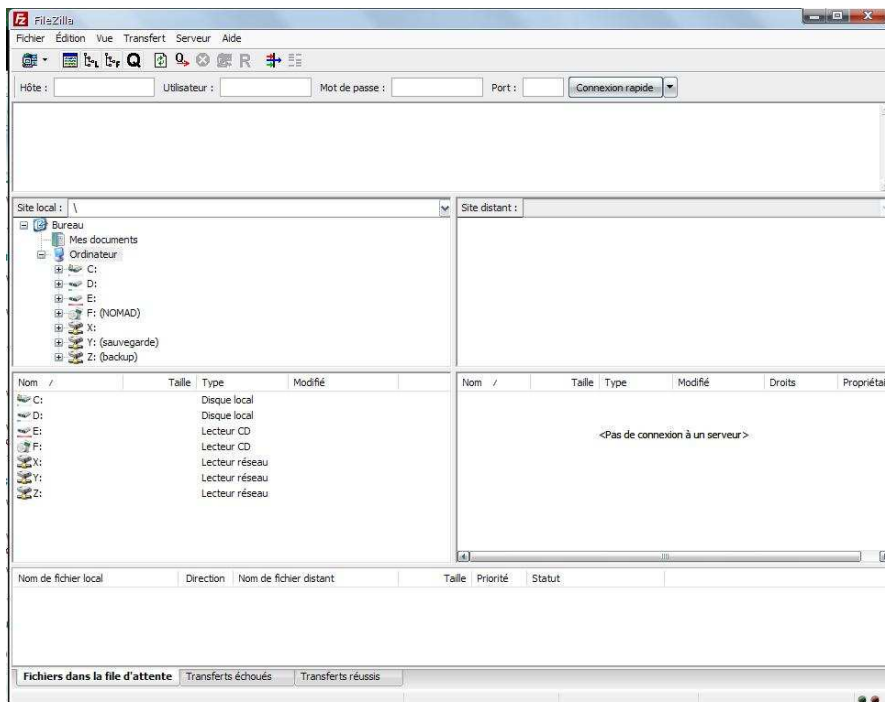 FileZilla
Fichier Édition Vue Transfert Serveur Aide
Hôte : Utilisateur : Mot de passe : Port : Connexion rapide
Site local : \
Site distant :
Bureau
Mes documents
Ordinateur
C:
D:
E:
F: (NOMAD)
X:
Y: (sauvegarde)
Z: (backup)
Nom / Taille Type Modifié
C: Disque local
D: Disque local
E: Lecteur CD
F: Lecteur CD
X: Lecteur réseau
Y: Lecteur réseau
Z: Lecteur réseau
Nom / Taille Type Modifié Droits Propriétai
<Pas de connexion à un serveur>
Nom de fichier local Direction Nom de fichier distant Taille Priorité Statut
Fichiers dans la file d'attente Transferts échoués Transferts réussis